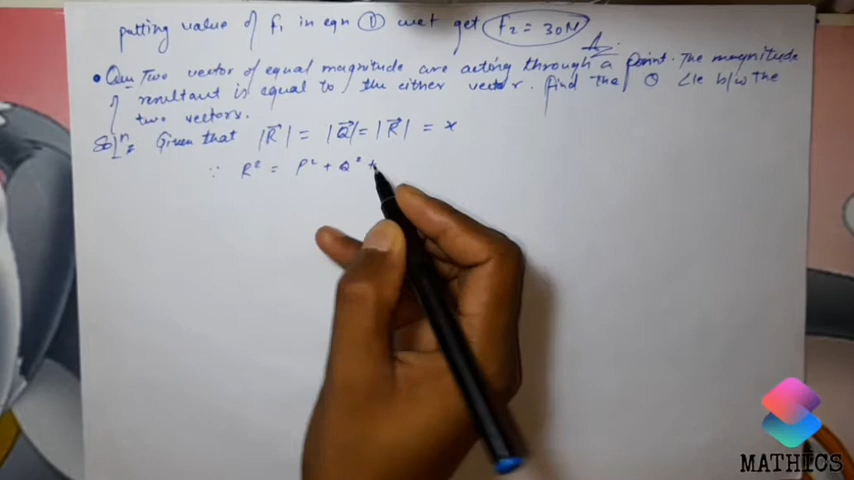 putting value of F₁ in eqn ① we get F₂ = 30N
Ans.
• Que Two vector of equal magnitude are acting through a point. The magnitude
of resultant is equal to the either vector. find the θ ∠le b/w the
two vectors.
Solⁿ: Given that |R⃗| = |Q⃗| = |R⃗| = x
∵ R² = P² + Q² +
MATHICS